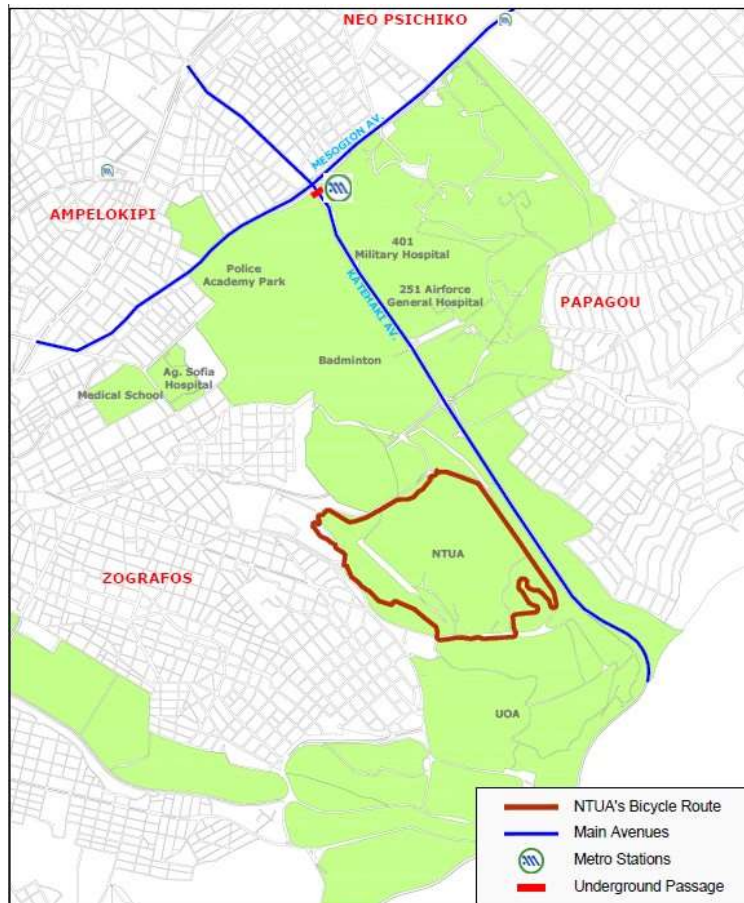 NEO PSICHIKO
MESOGION AV.
AMPELOKIPI
401
Military Hospital
Police
Academy Park
KATEHAKI AV.
251 Airforce
General Hospital
PAPAGOU
Badminton
Ag. Sofia
Hospital
Medical School
NTUA
ZOGRAFOS
UOA
NTUA's Bicycle Route
Main Avenues
Metro Stations
Underground Passage